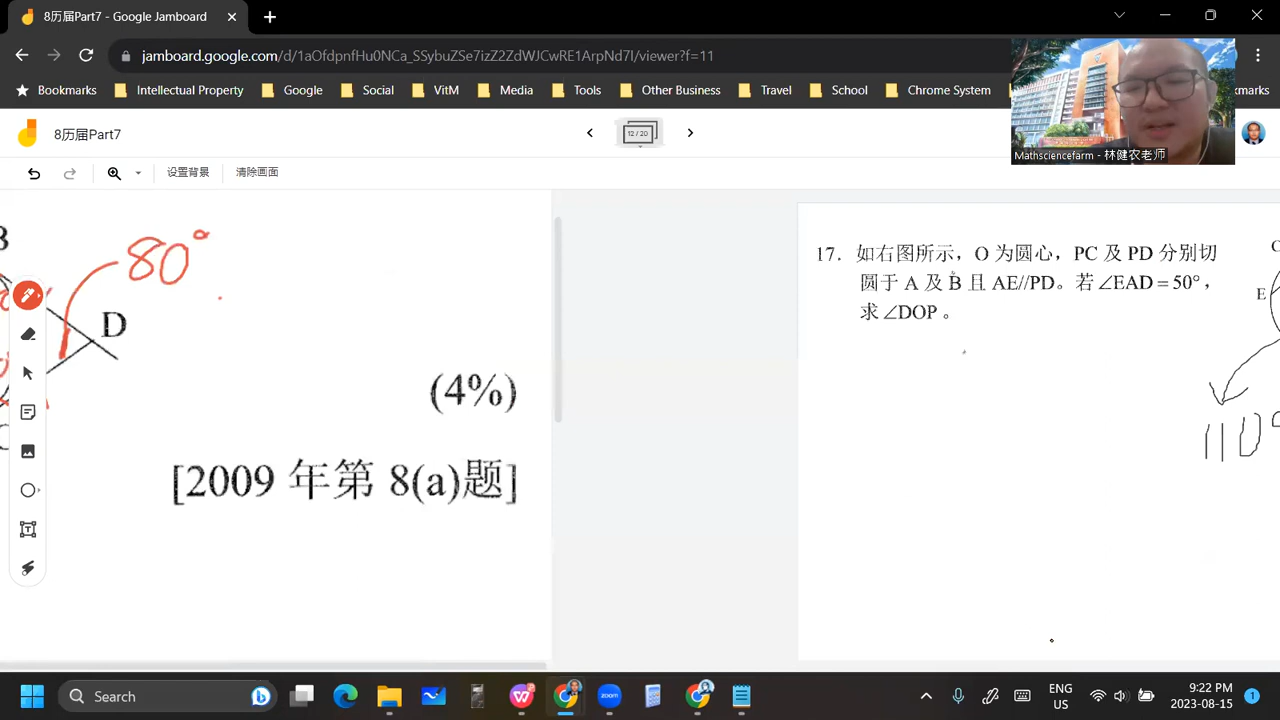 8历届Part7 - Google Jamboard
jamboard.google.com/d/
/viewer?f=11
Bookmarks
Intellectual Property
Google
Social
VitM
Media
Tools
Other Business
Travel
School
Chrome System
kmarks
8历届Part7
12 / 20
Mathsciencefarm - 林健农老师
设置背景
清除画面
80°
D
(4%)
[2009 年第 8(a)题]
17. 如右图所示，O 为圆心，PC 及 PD 分别切
圆于 A 及 B 且 AE//PD。若 ∠EAD = 50°，
求 ∠DOP。
E
110°
Search
ENG
US
9:22 PM
2023-08-15
1